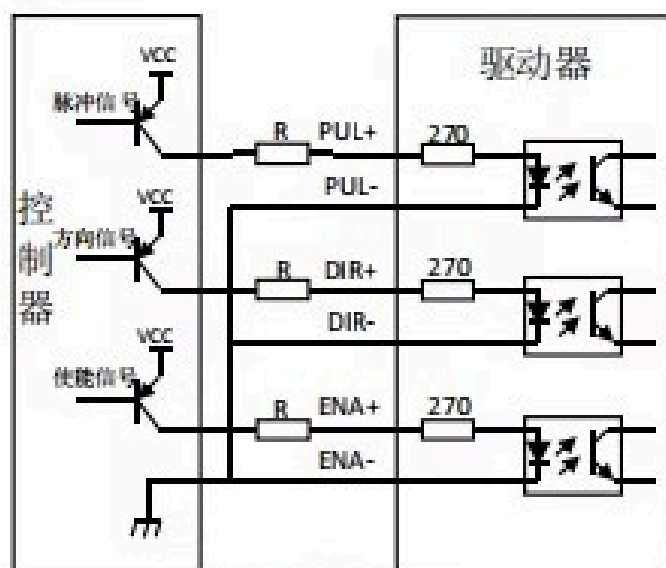 控制器
驱动器
VCC
脉冲信号
R
PUL+
270
PUL-
VCC
方向信号
R
DIR+
270
DIR-
VCC
使能信号
R
ENA+
270
ENA-